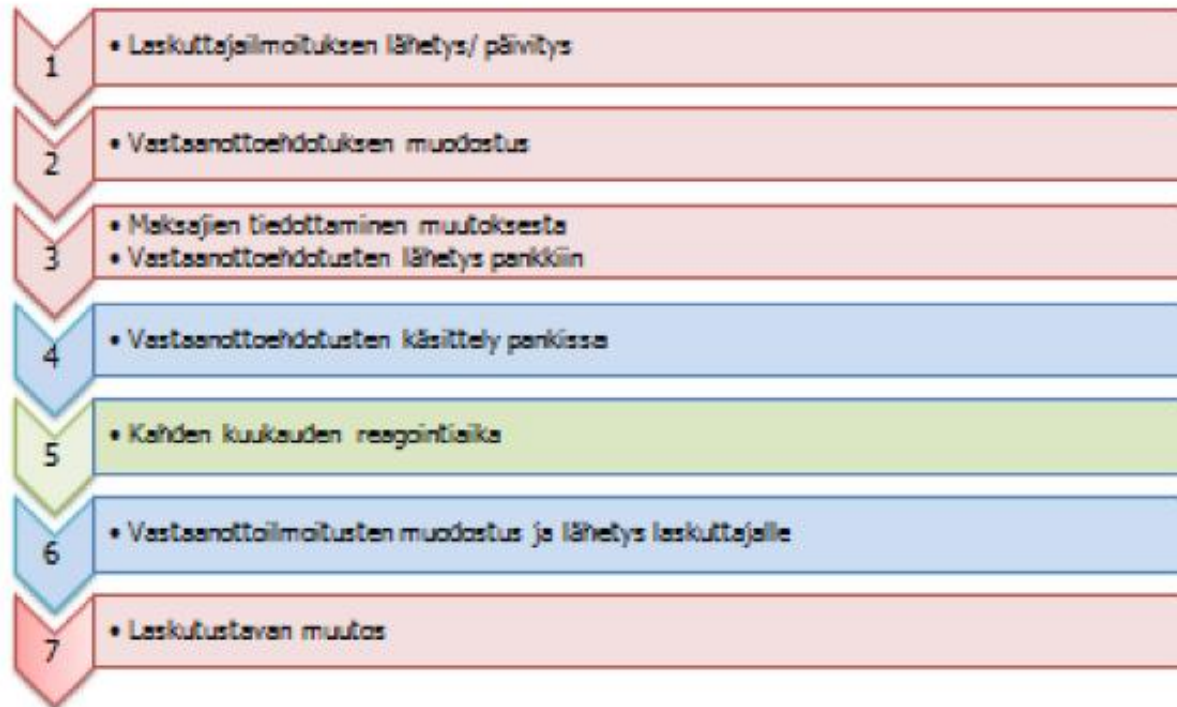 1
• Laskuttajailmoituksen lähetys/ päivitys
2
• Vastaanottoehdotuksen muodostus
3
• Maksajien tiedottaminen muutoksesta
• Vastaanottoehdotusten lähetys pankkiin
4
• Vastaanottoehdotusten käsittely pankissa
5
• Kahden kuukauden reagointiaika
6
• Vastaanottoilmoitusten muodostus ja lähetys laskuttajalle
7
• Laskutustavan muutos